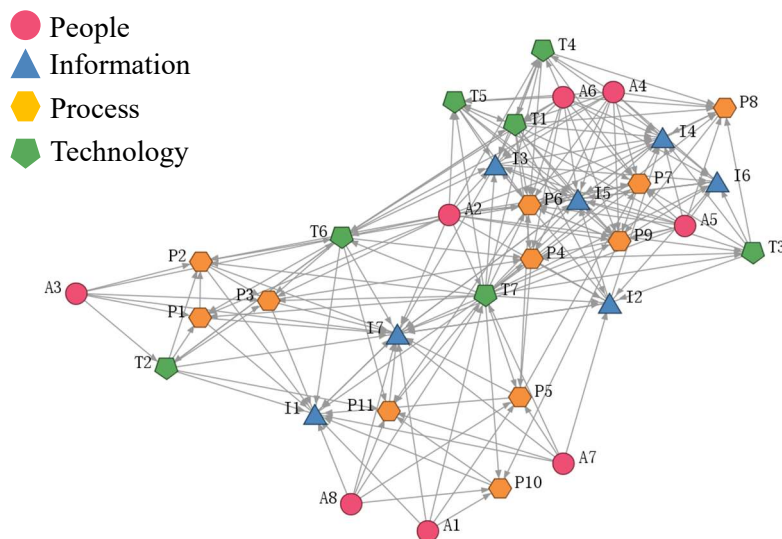 People
Information
Process
Technology
T4
A6
A4
T5
P8
T1
I4
I3
P7
I6
P6
I5
A2
A5
T6
P9
T3
P2
P4
A3
P3
T7
I2
P1
I7
T2
P5
I1
P11
A7
P10
A8
A1